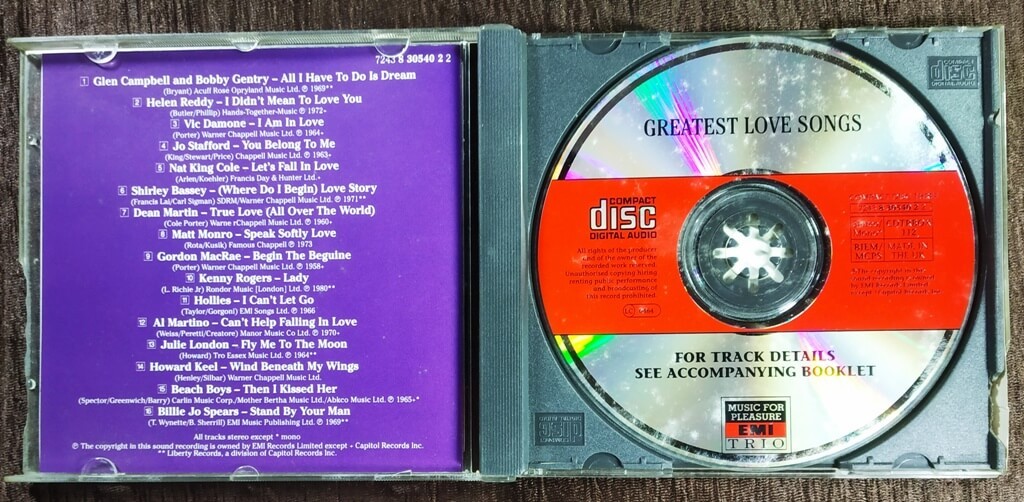 7243 8 30540 2 2
1 Glen Campbell and Bobby Gentry – All I Have To Do Is Dream
(Bryant) Acuff Rose Opryland Music Ltd. ℗ 1969**
2 Helen Reddy – I Didn't Mean To Love You
(Butler/Phillip) Hands-Together-Music ℗ 1972+
3 Vic Damone – I Am In Love
(Porter) Warner Chappell Music Ltd. ℗ 1964+
4 Jo Stafford – You Belong To Me
(King/Stewart/Price) Chappell Music Ltd. ℗ 1963+
5 Nat King Cole – Let's Fall In Love
(Arlen/Koehler) Francis Day & Hunter Ltd.+
6 Shirley Bassey – (Where Do I Begin) Love Story
(Francis Lai/Carl Sigman) SDRM/Warner Chappell Music Ltd. ℗ 1971**
7 Dean Martin – True Love (All Over The World)
(Cole Porter) Warne rChappell Music Ltd. ℗ 1960+
8 Matt Monro – Speak Softly Love
(Rota/Kusik) Famous Chappell ℗ 1973
9 Gordon MacRae – Begin The Beguine
(Porter) Warner Chappell Music Ltd. ℗ 1958+
10 Kenny Rogers – Lady
(L. Richie Jr) Rondor Music [London] Ltd. ℗ 1980**
11 Hollies – I Can't Let Go
(Taylor/Gorgoni) EMI Songs Ltd. ℗ 1966
12 Al Martino – Can't Help Falling In Love
(Weiss/Peretti/Creatore) Manor Music Co Ltd. ℗ 1970+
13 Julie London – Fly Me To The Moon
(Howard) Tro Essex Music Ltd. ℗ 1964**
14 Howard Keel – Wind Beneath My Wings
(Henley/Silbar) Warner Chappell Music Ltd.
15 Beach Boys – Then I Kissed Her
(Spector/Greenwich/Barry) Carlin Music Corp./Mother Bertha Music Ltd./Abkco Music Ltd. ℗ 1965+*
16 Billie Jo Spears – Stand By Your Man
(T. Wynette/B. Sherrill) EMI Music Publishing Ltd. ℗ 1969**
All tracks stereo except * mono
℗ The copyright in this sound recording is owned by EMI Records Limited except + Capitol Records Inc.
** Liberty Records, a division of Capitol Records Inc.
GREATEST LOVE SONGS
COMPACT
disc
DIGITAL AUDIO
All rights of the producer
and of the owner of the
recorded work reserved.
Unauthorised copying hiring
renting public performance
and broadcasting of
this record prohibited.
LC
BIEM/
MCPS
MADE IN
THE UK
FOR TRACK DETAILS
SEE ACCOMPANYING BOOKLET
MUSIC FOR
PLEASURE
EMI
TRIO
COMPACT
disc